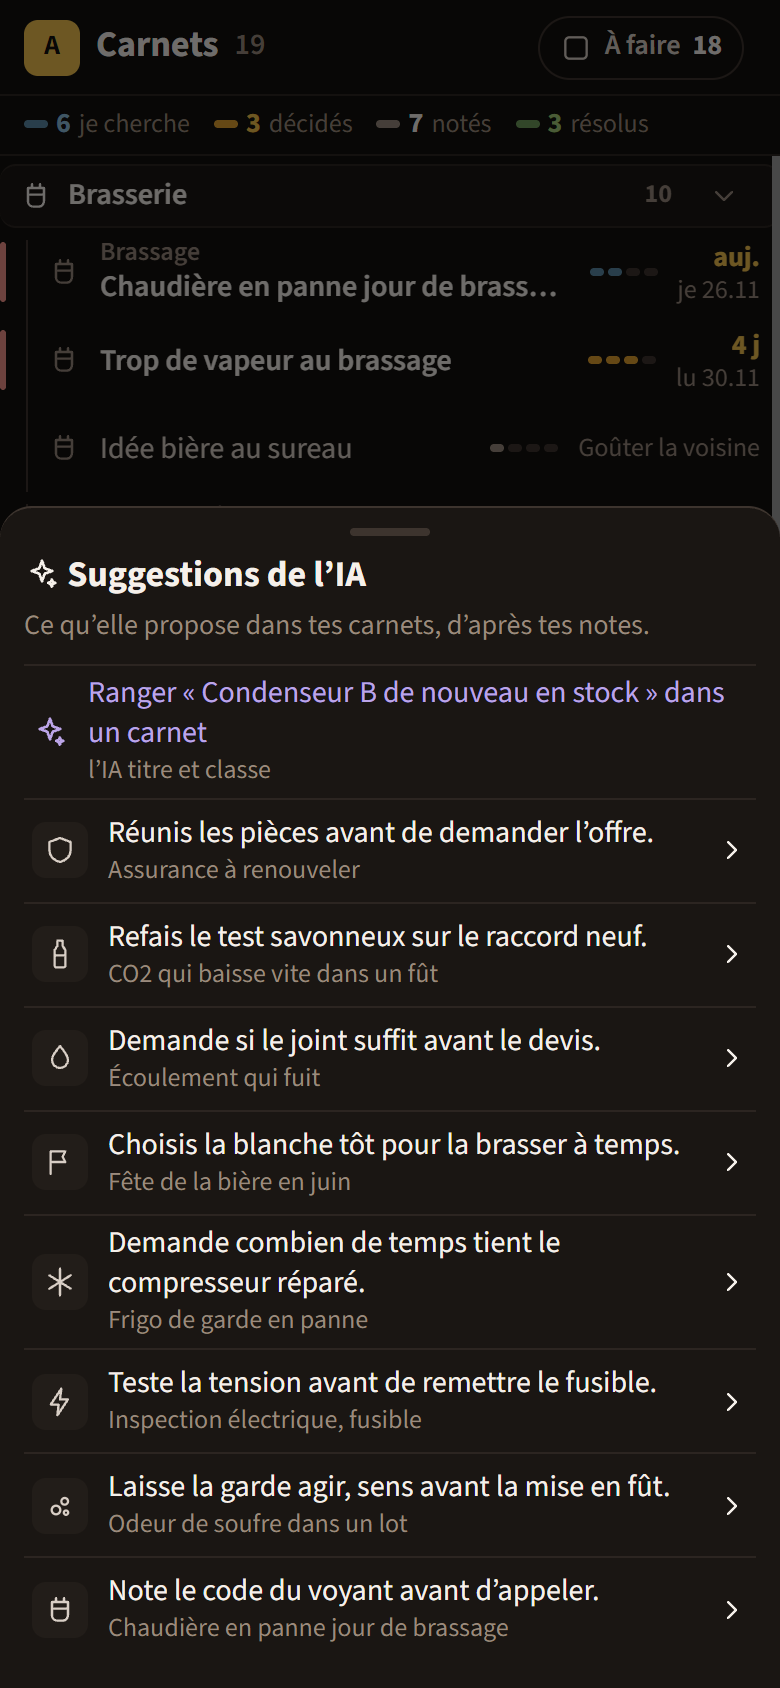 A Carnets 19 À faire 18
6 je cherche 3 décidés 7 notés 3 résolus
Brasserie 10
Brassage auj.
Chaudière en panne jour de brass… je 26.11
Trop de vapeur au brassage 4 j
lu 30.11
Idée bière au sureau Goûter la voisine
Suggestions de l’IA
Ce qu’elle propose dans tes carnets, d’après tes notes.
Ranger « Condenseur B de nouveau en stock » dans
un carnet
l’IA titre et classe
Réunis les pièces avant de demander l’offre.
Assurance à renouveler
Refais le test savonneux sur le raccord neuf.
CO2 qui baisse vite dans un fût
Demande si le joint suffit avant le devis.
Écoulement qui fuit
Choisis la blanche tôt pour la brasser à temps.
Fête de la bière en juin
Demande combien de temps tient le
compresseur réparé.
Frigo de garde en panne
Teste la tension avant de remettre le fusible.
Inspection électrique, fusible
Laisse la garde agir, sens avant la mise en fût.
Odeur de soufre dans un lot
Note le code du voyant avant d’appeler.
Chaudière en panne jour de brassage